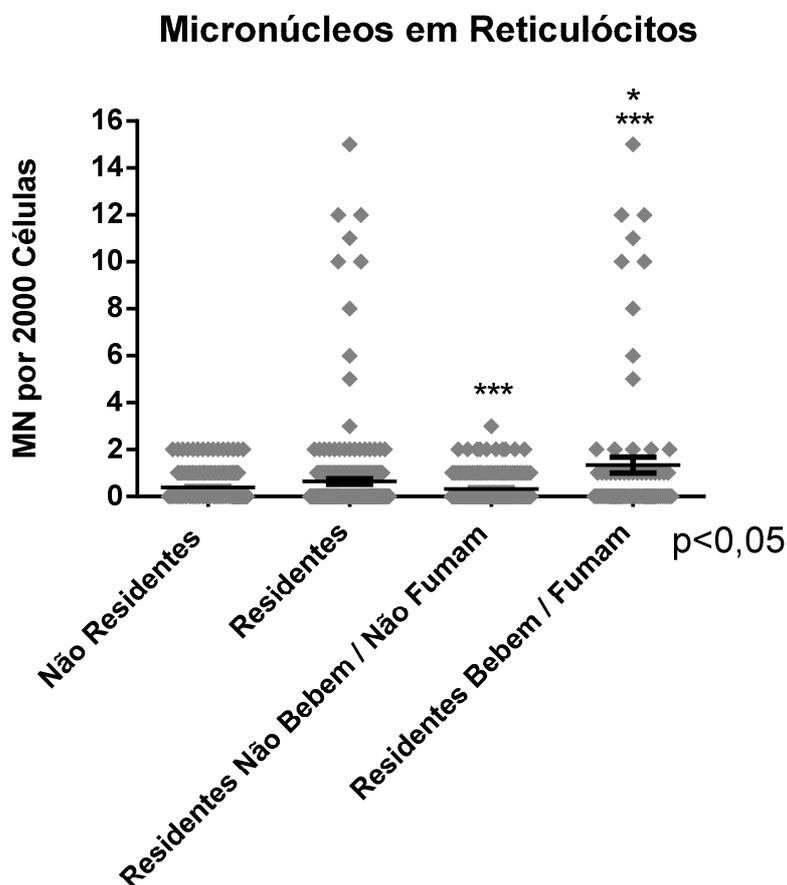 Micronúcleos em Reticulócitos
*
***
MN por 2000 Células
16
14
12
10
8
6
4
2
0
***
Não Residentes
Residentes
Residentes Não Bebem / Não Fumam
Residentes Bebem / Fumam
p<0,05